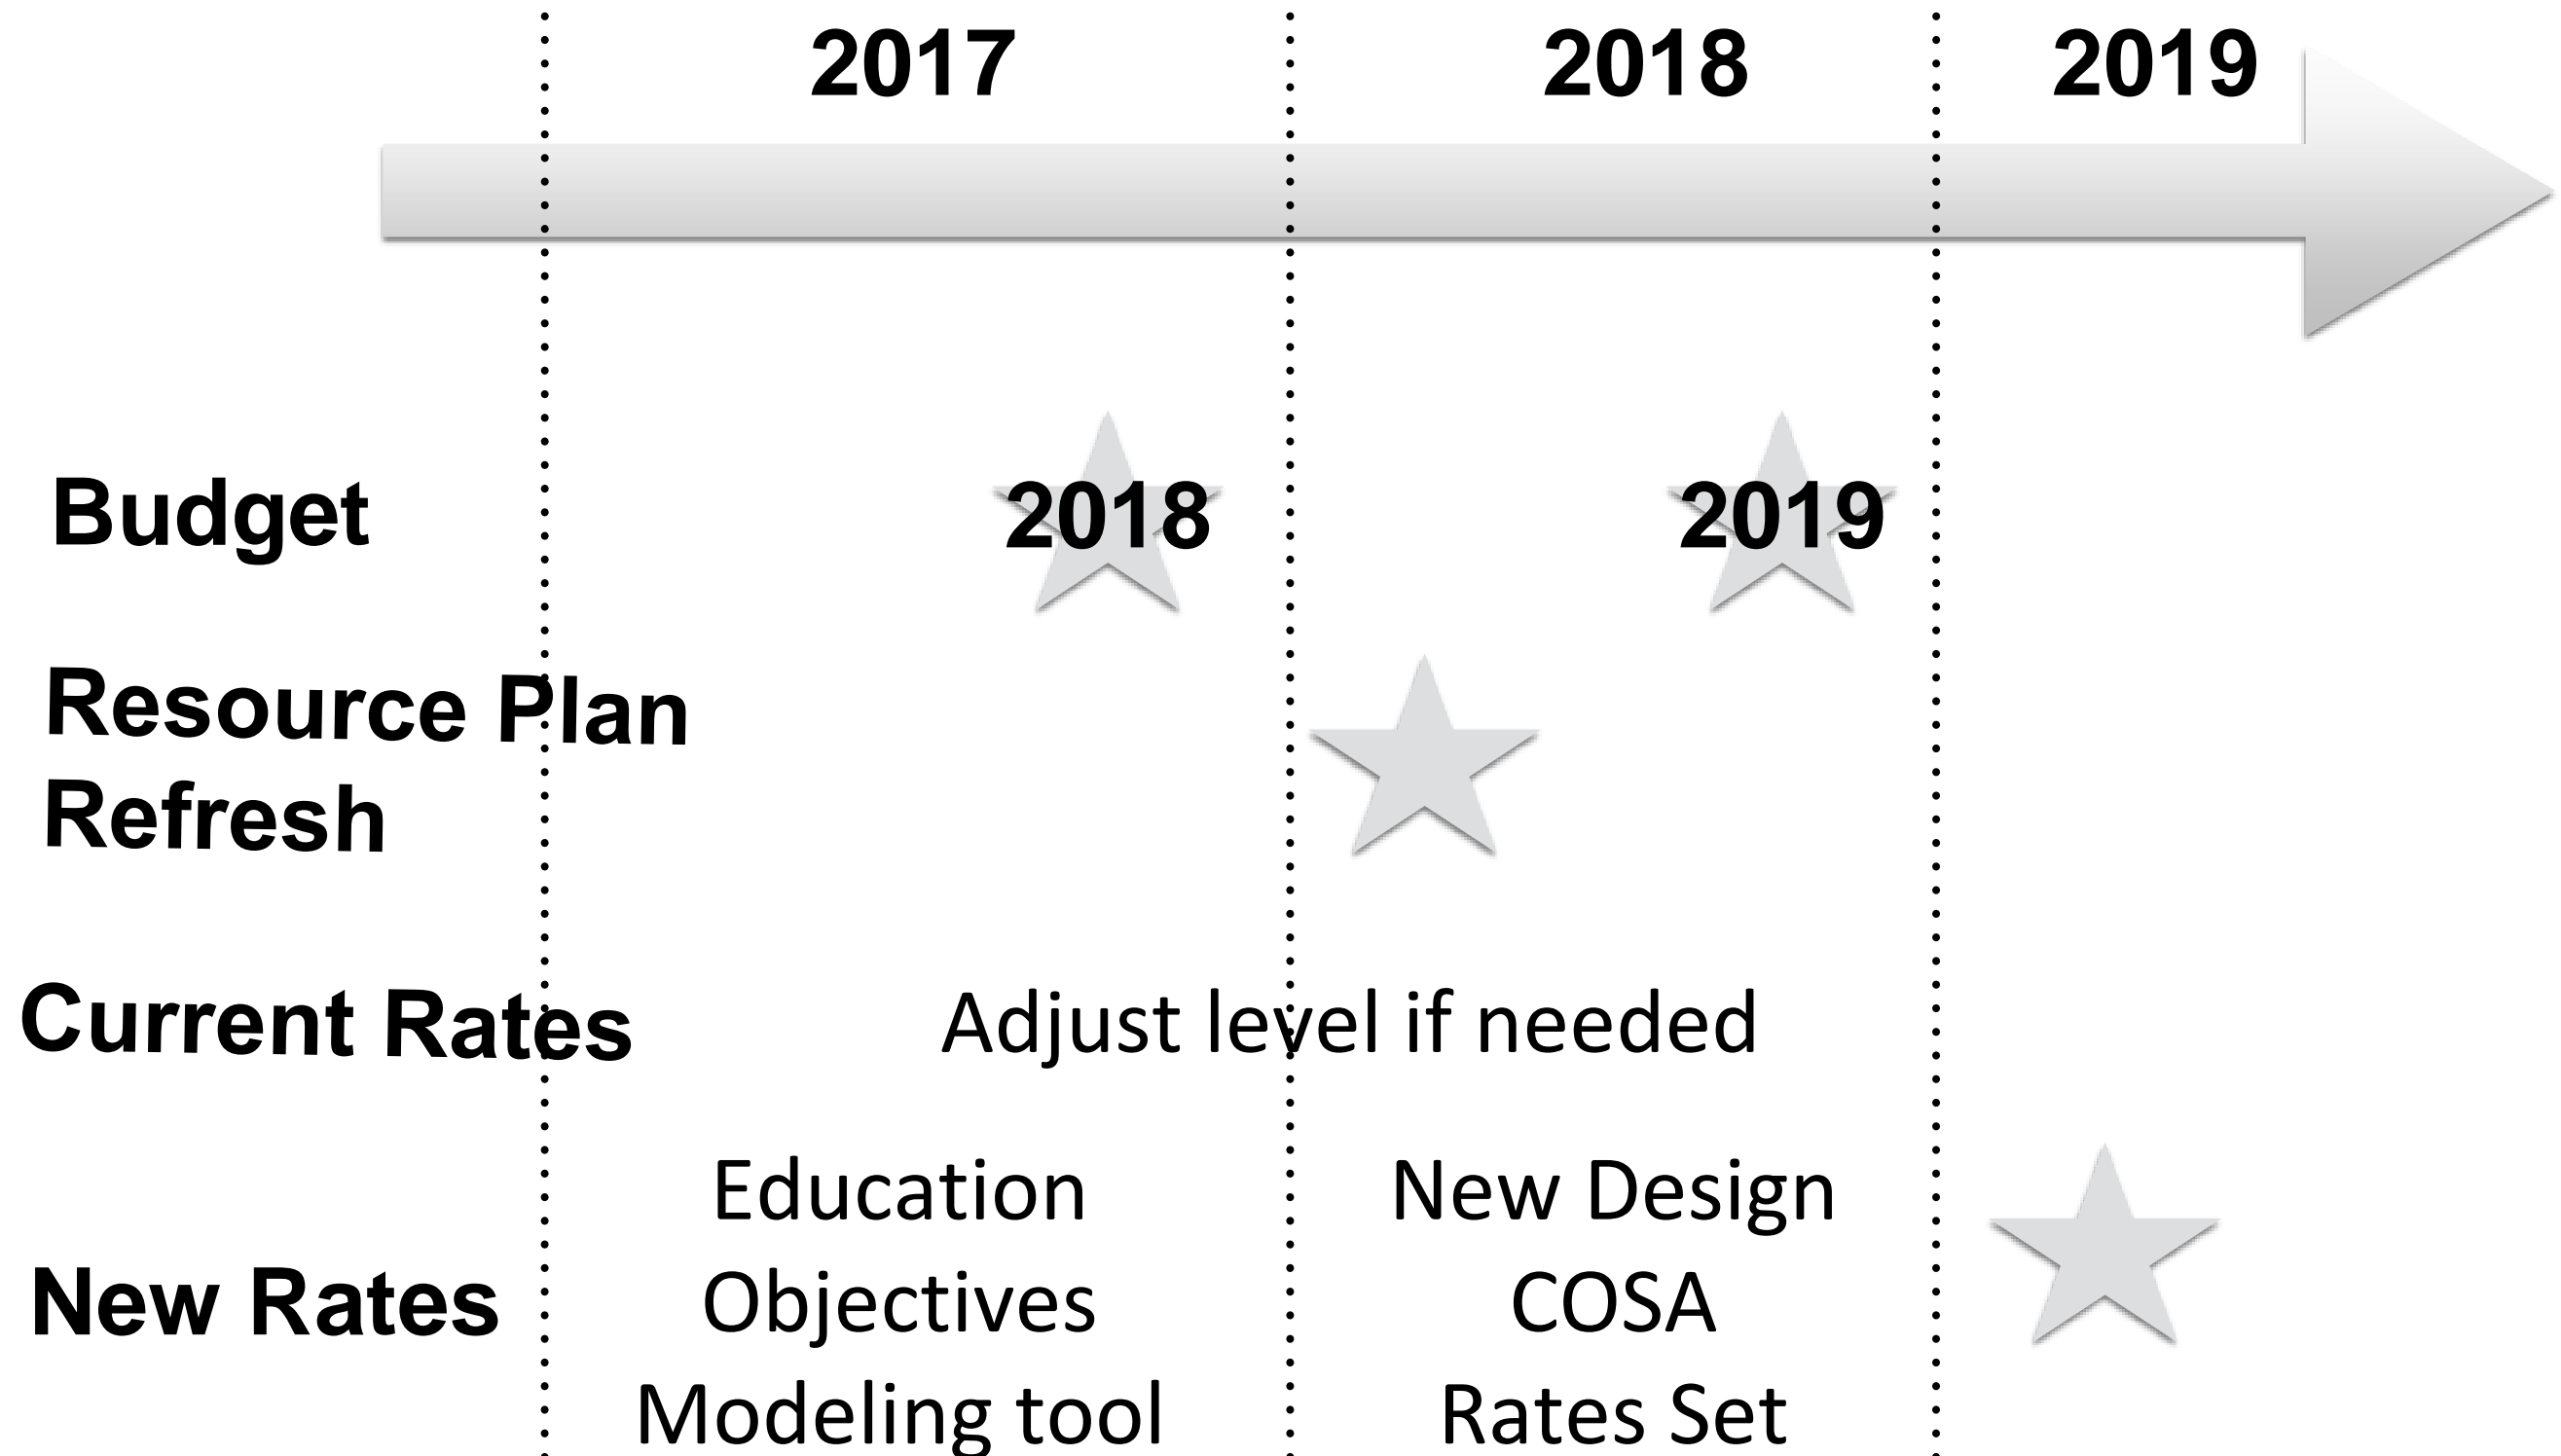 2017 2018 2019
Budget 2018 2019
Resource Plan
Refresh
Current Rates Adjust level if needed
Education New Design
New Rates Objectives COSA
Modeling tool Rates Set